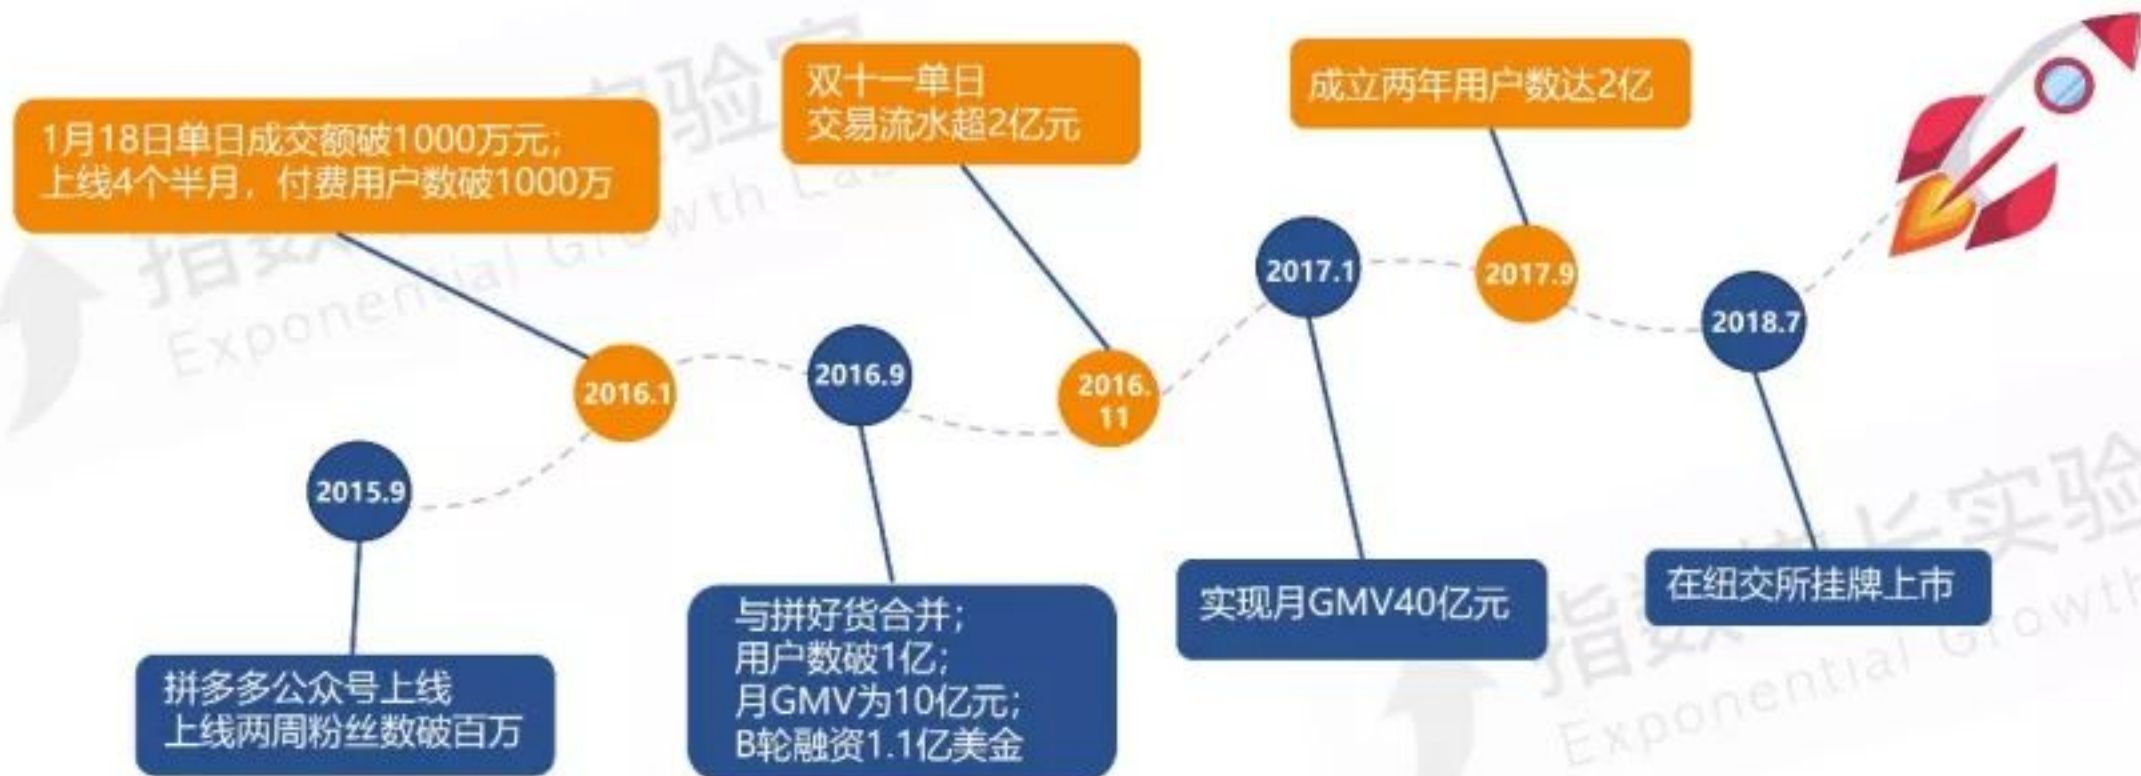 1月18日单日成交额破1000万元；
上线4个半月，付费用户数破1000万
双十一单日
交易流水超2亿元
成立两年用户数达2亿
2015.9
2016.1
2016.9
2016.
11
2017.1
2017.9
2018.7
拼多多公众号上线
上线两周粉丝数破百万
与拼好货合并；
用户数破1亿；
月GMV为10亿元；
B轮融资1.1亿美金
实现月GMV40亿元
在纽交所挂牌上市
Exponential Growth
Exponential Growth